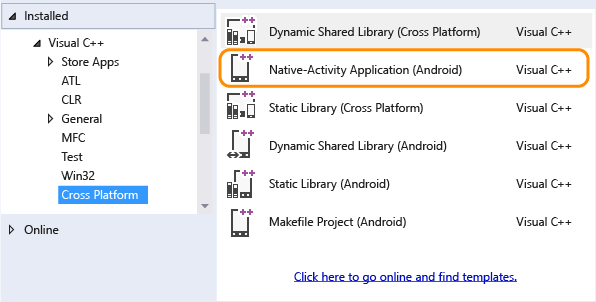 Installed
Visual C++
Store Apps
ATL
CLR
General
MFC
Test
Win32
Cross Platform
Online
Dynamic Shared Library (Cross Platform) Visual C++
Native-Activity Application (Android) Visual C++
Static Library (Cross Platform) Visual C++
Dynamic Shared Library (Android) Visual C++
Static Library (Android) Visual C++
Makefile Project (Android) Visual C++
Click here to go online and find templates.